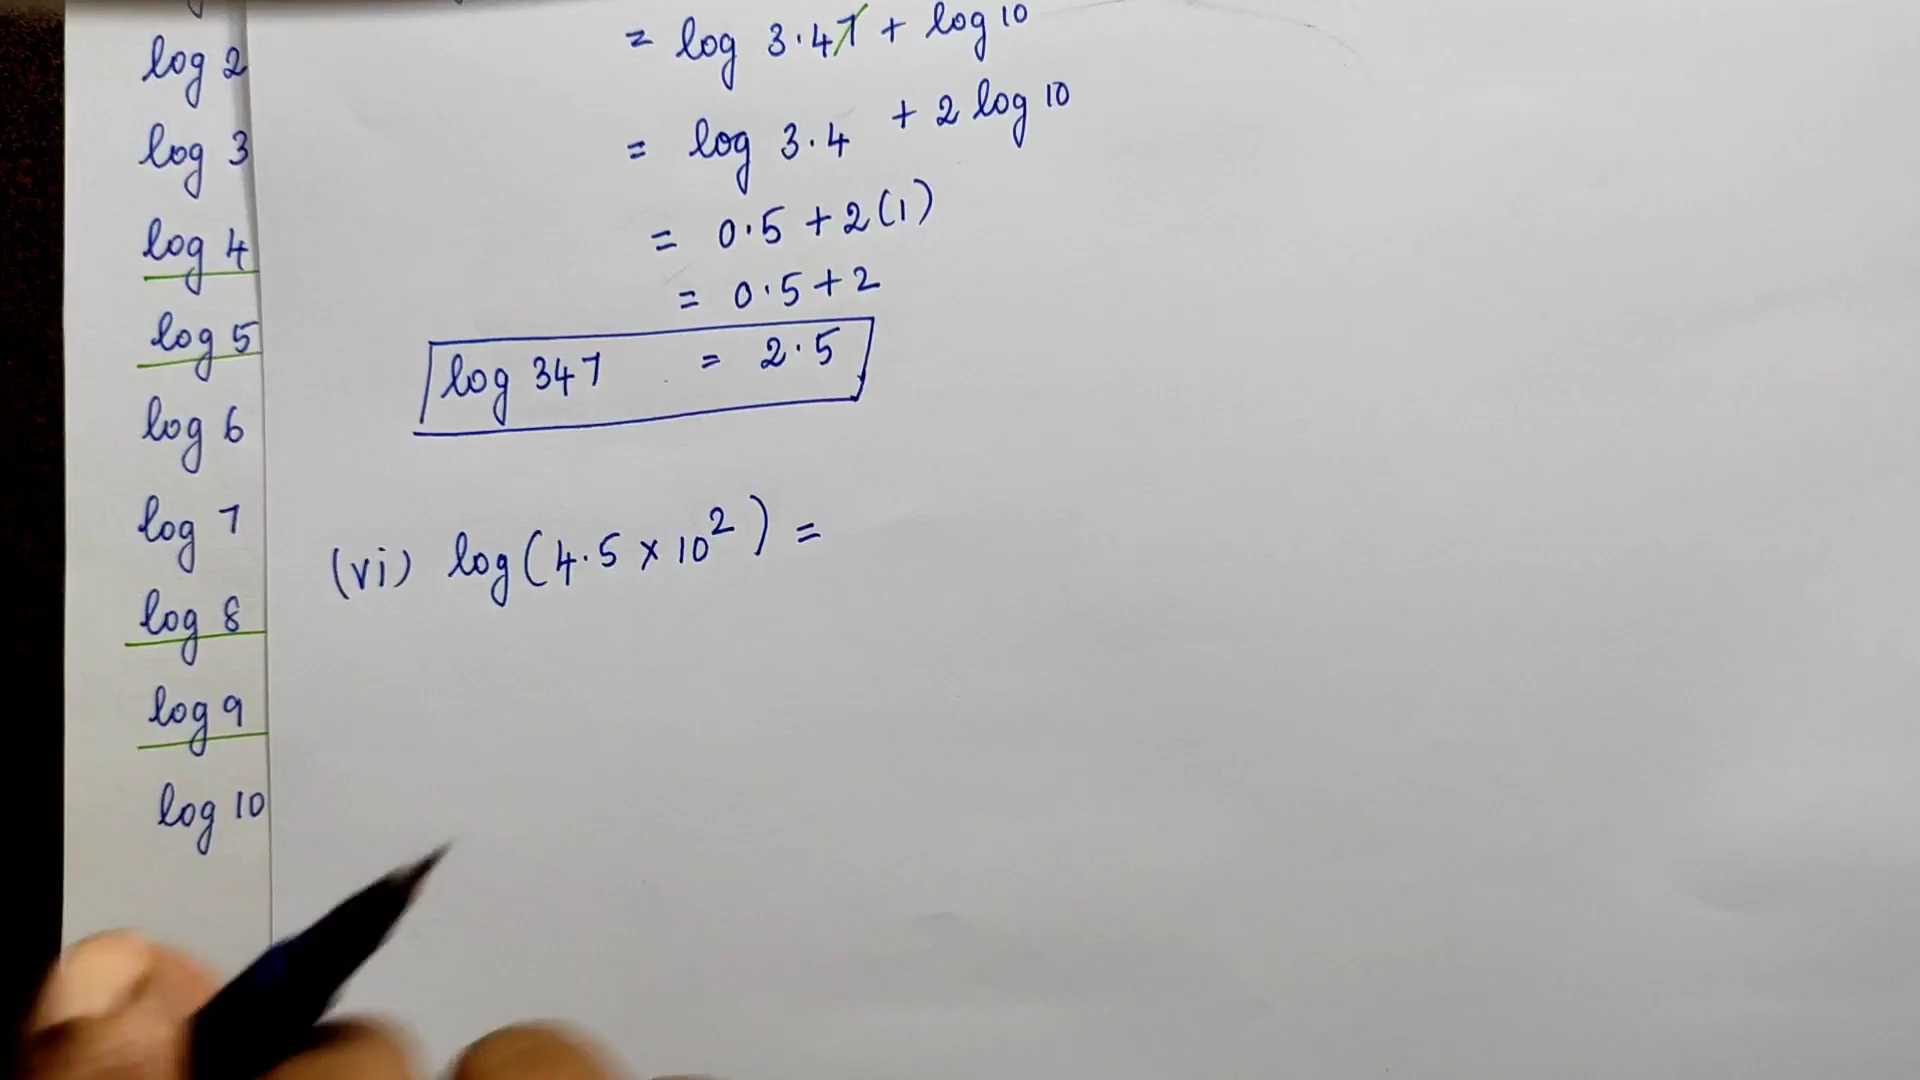 log 2
log 3
log 4
log 5
log 6
log 7
log 8
log 9
log 10
= log 3.47 + log 10
= log 3.4 + 2 log 10
= 0.5 + 2(1)
= 0.5 + 2
log 347 = 2.5
(vi) log(4.5 × 10²) =